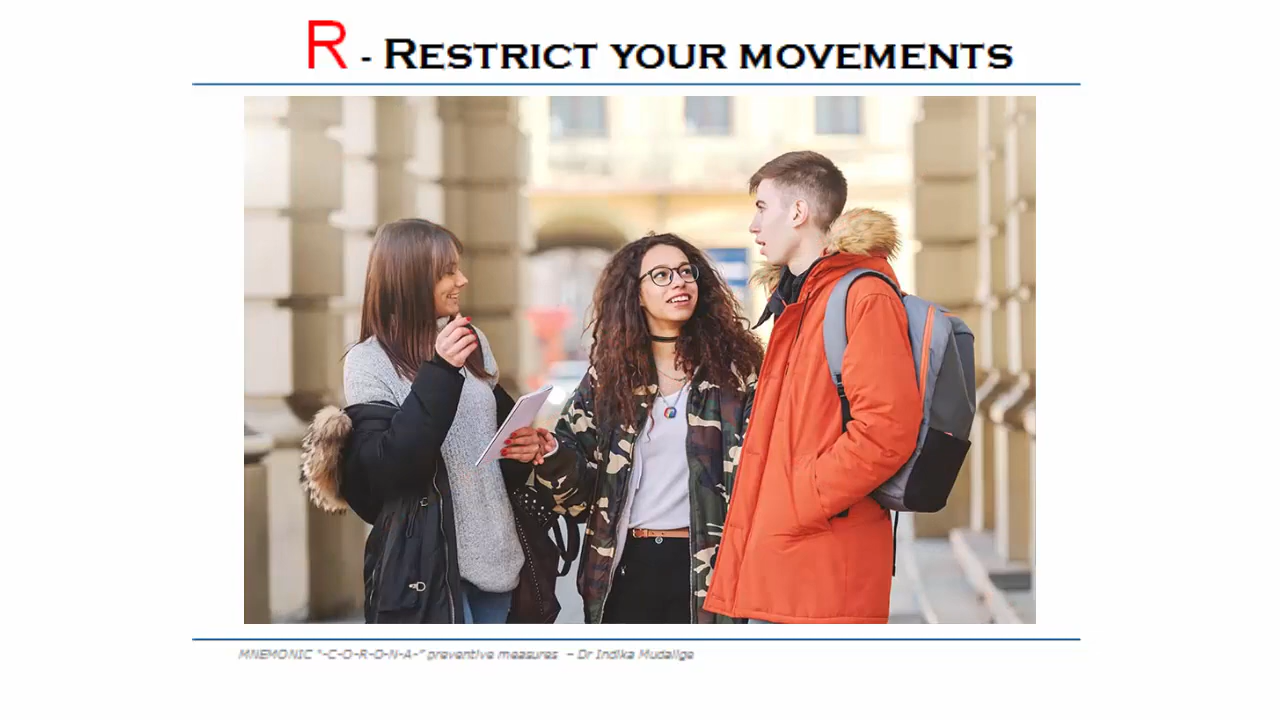 R - RESTRICT YOUR MOVEMENTS
MNEMONIC "-C-O-R-O-N-A-" preventive measures – Dr Indika Mudalige